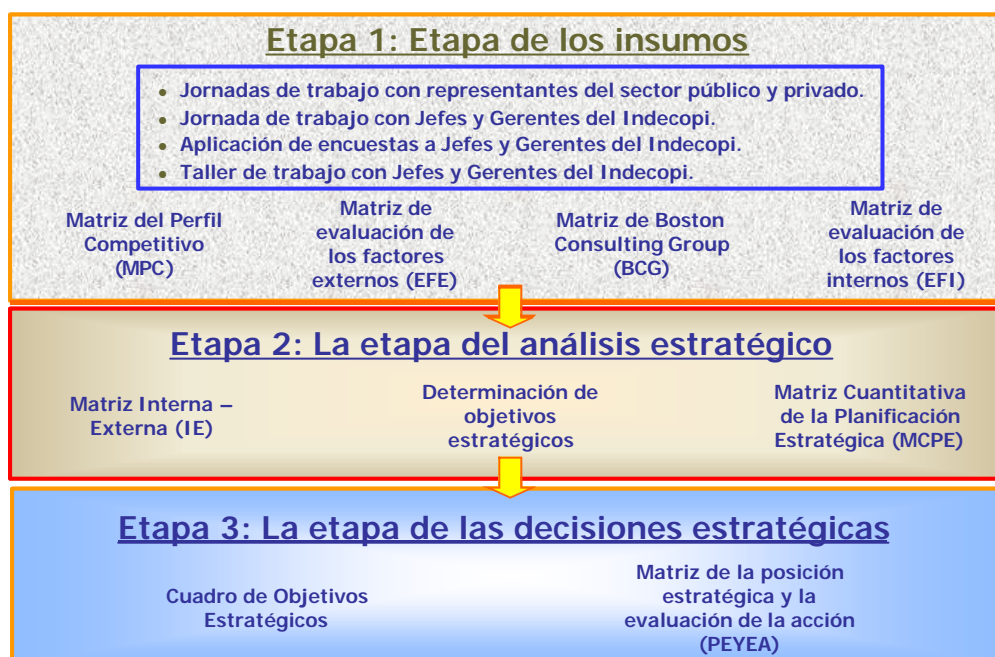 Etapa 1: Etapa de los insumos
• Jornadas de trabajo con representantes del sector público y privado.
• Jornada de trabajo con Jefes y Gerentes del Indecopi.
• Aplicación de encuestas a Jefes y Gerentes del Indecopi.
• Taller de trabajo con Jefes y Gerentes del Indecopi.
Matriz del Perfil
Competitivo
(MPC)
Matriz de
evaluación de
los factores
externos (EFE)
Matriz de Boston
Consulting Group
(BCG)
Matriz de
evaluación de
los factores
internos (EFI)
Etapa 2: La etapa del análisis estratégico
Matriz Interna –
Externa (IE)
Determinación de
objetivos
estratégicos
Matriz Cuantitativa
de la Planificación
Estratégica (MCPE)
Etapa 3: La etapa de las decisiones estratégicas
Cuadro de Objetivos
Estratégicos
Matriz de la posición
estratégica y la
evaluación de la acción
(PEYEA)